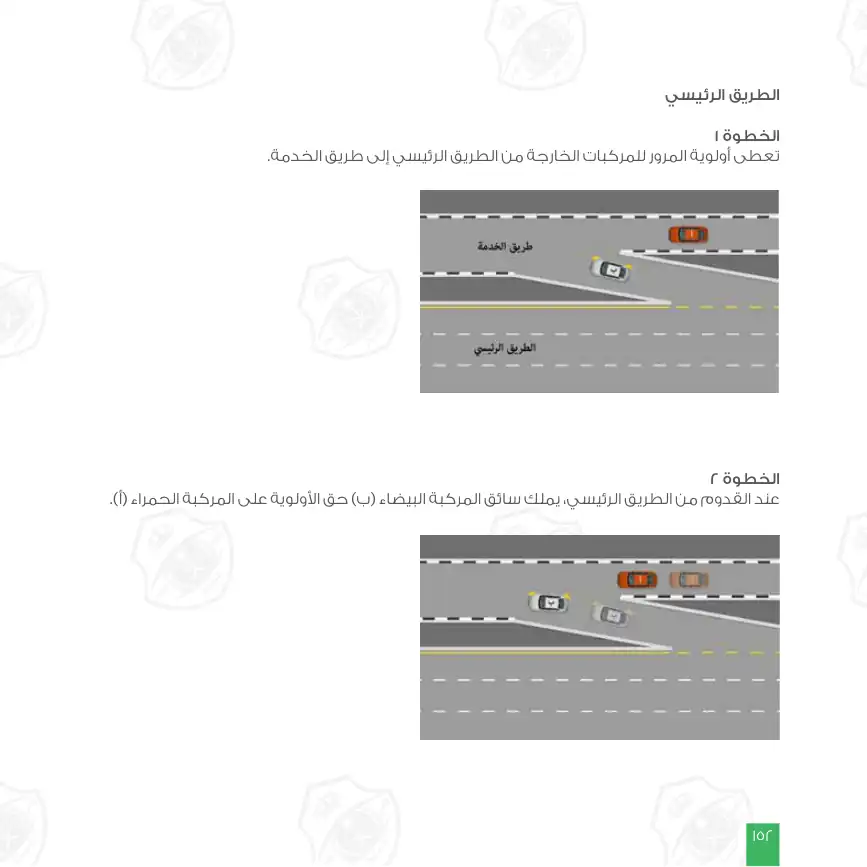 الطريق الرئيسي
الخطوة ١
تعطى أولوية المرور للمركبات الخارجة من الطريق الرئيسي إلى طريق الخدمة.
أ
طريق الخدمة
ب
الطريق الرئيسي
الخطوة ٢
عند القدوم من الطريق الرئيسي، يملك سائق المركبة البيضاء (ب) حق الأولوية على المركبة الحمراء (أ).
أ
ب
ب
١٥٢